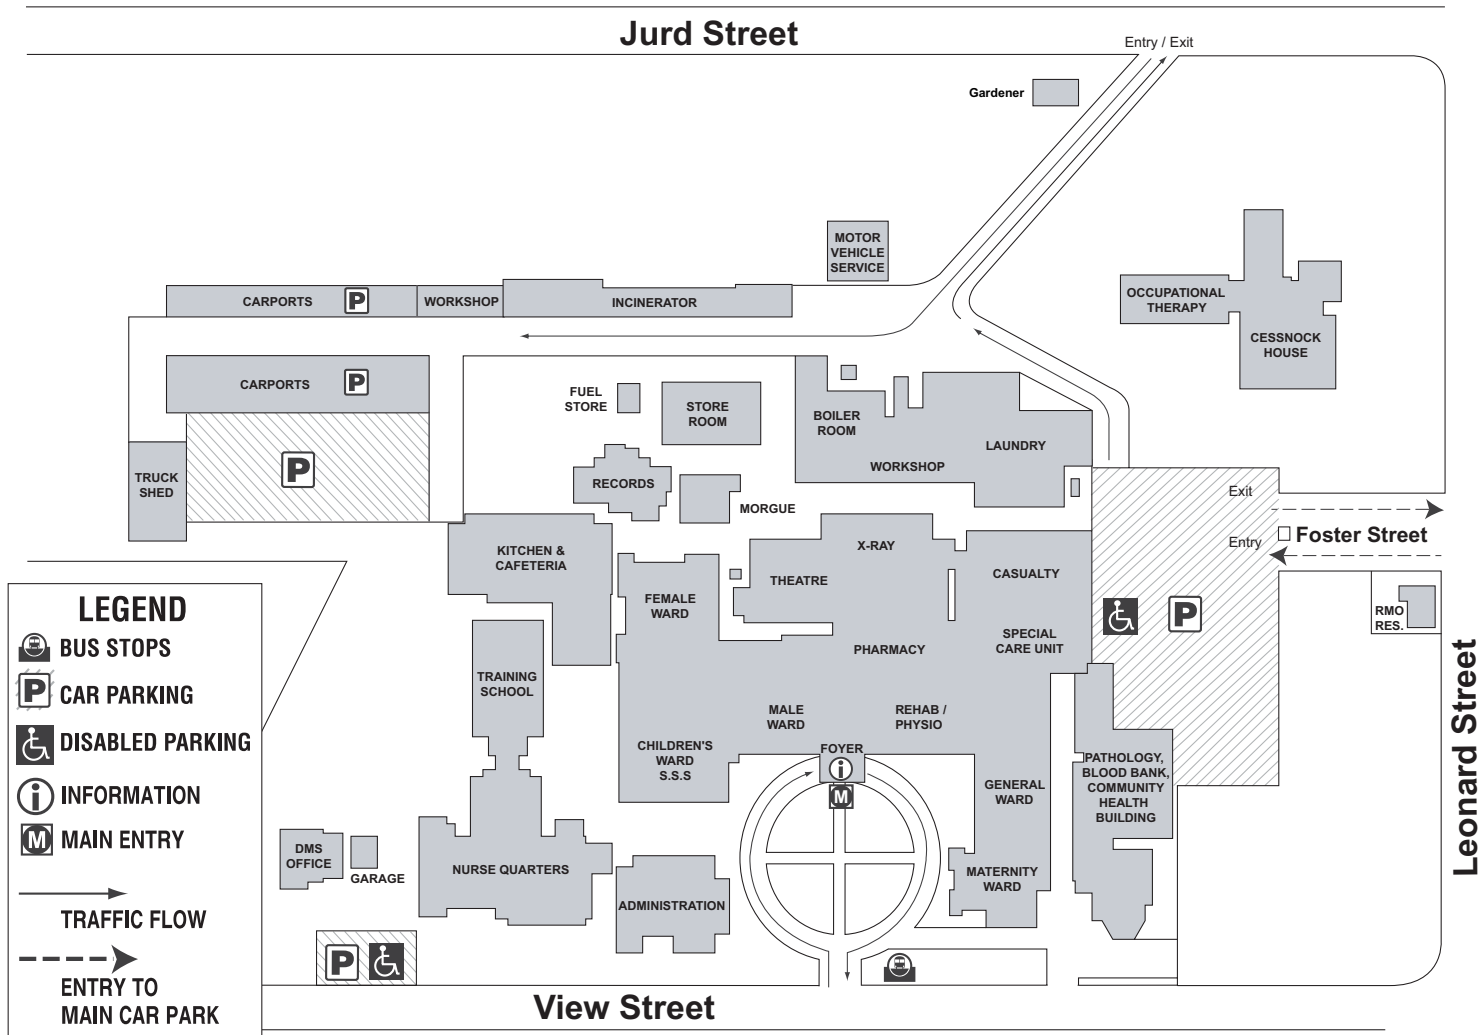 Jurd Street
Entry / Exit
Gardener
MOTOR
VEHICLE
SERVICE
CARPORTS
P
WORKSHOP
INCINERATOR
OCCUPATIONAL
THERAPY
CESSNOCK
HOUSE
CARPORTS
P
FUEL
STORE
STORE
ROOM
BOILER
ROOM
LAUNDRY
WORKSHOP
P
TRUCK
SHED
RECORDS
MORGUE
Exit
Foster Street
Entry
KITCHEN &
CAFETERIA
X-RAY
THEATRE
CASUALTY
FEMALE
WARD
P
RMO
RES.
SPECIAL
CARE UNIT
PHARMACY
TRAINING
SCHOOL
MALE
WARD
REHAB /
PHYSIO
FOYER
i
M
CHILDREN'S
WARD
S.S.S
GENERAL
WARD
PATHOLOGY,
BLOOD BANK,
COMMUNITY
HEALTH
BUILDING
Leonard Street
DMS
OFFICE
GARAGE
NURSE QUARTERS
ADMINISTRATION
MATERNITY
WARD
P
View Street
LEGEND
BUS STOPS
P CAR PARKING
DISABLED PARKING
i INFORMATION
M MAIN ENTRY
TRAFFIC FLOW
ENTRY TO
MAIN CAR PARK